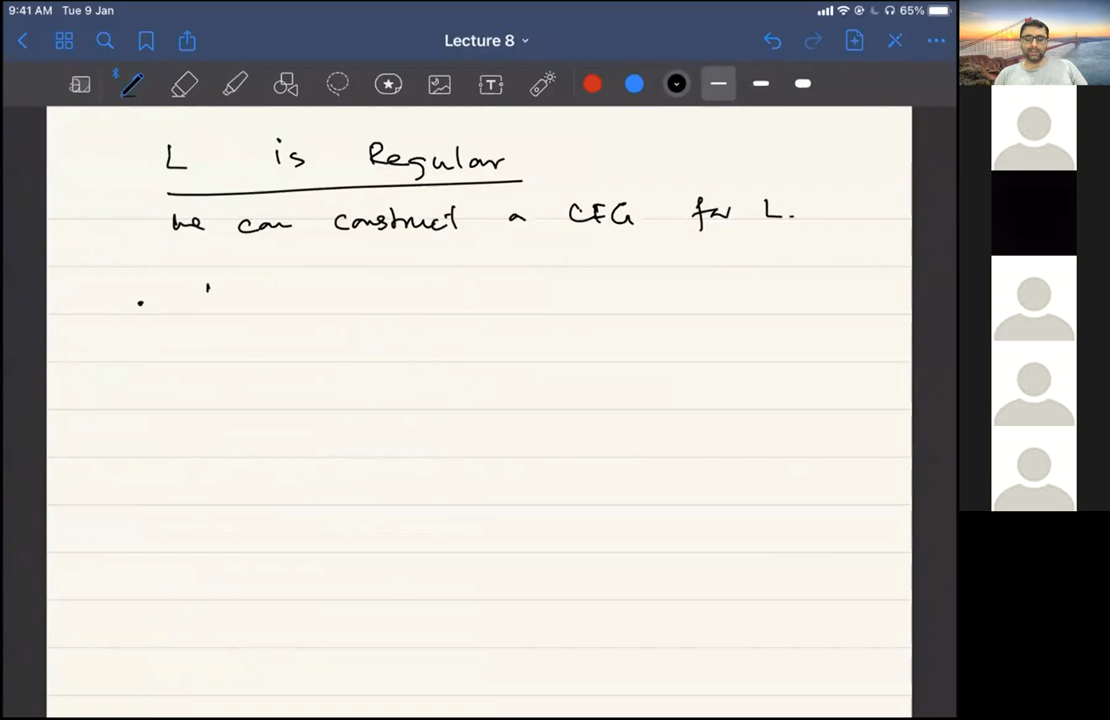 9:41 AM Tue 9 Jan
65%
Lecture 8
L is Regular
we can construct a CFG for L.